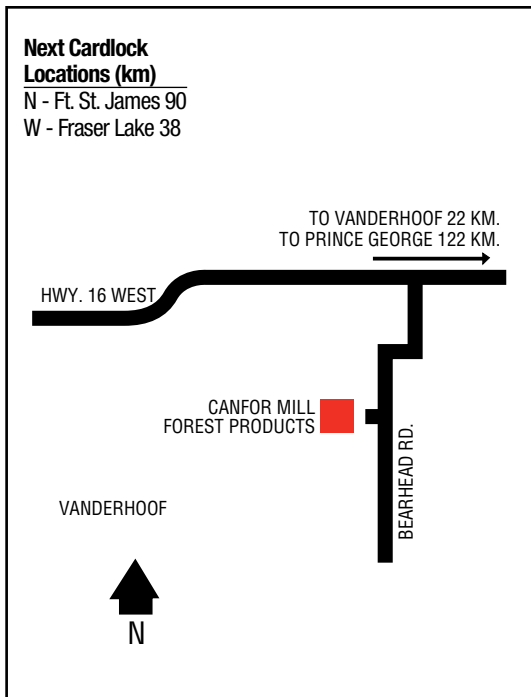 Next Cardlock
Locations (km)
N - Ft. St. James 90
W - Fraser Lake 38
TO VANDERHOOF 22 KM.
TO PRINCE GEORGE 122 KM.
HWY. 16 WEST
CANFOR MILL
FOREST PRODUCTS
BEARHEAD RD.
VANDERHOOF
N